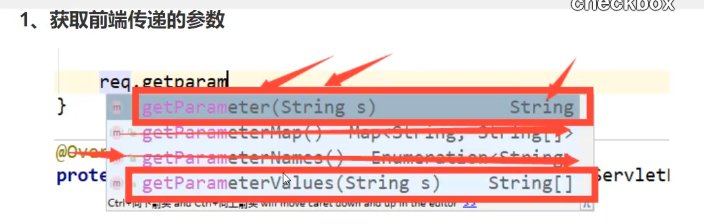 checkbox
1、获取前端传递的参数
req.getparam
getParameter(String s) String
}
getParameterMap() Map<String, String[]>
@Over
getParameterNames() Enumeration<String>
prote
getParameterValues(String s) String[]
Servlet
Ctrl+向下箭头 and Ctrl+向上箭头 will move caret down and up in the editor >>